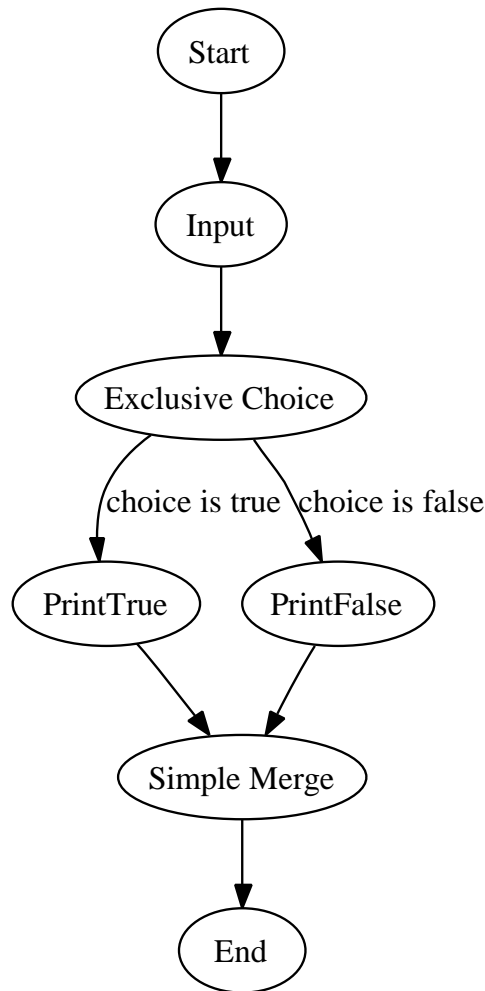 Start
Input
Exclusive Choice
choice is true
choice is false
PrintTrue
PrintFalse
Simple Merge
End